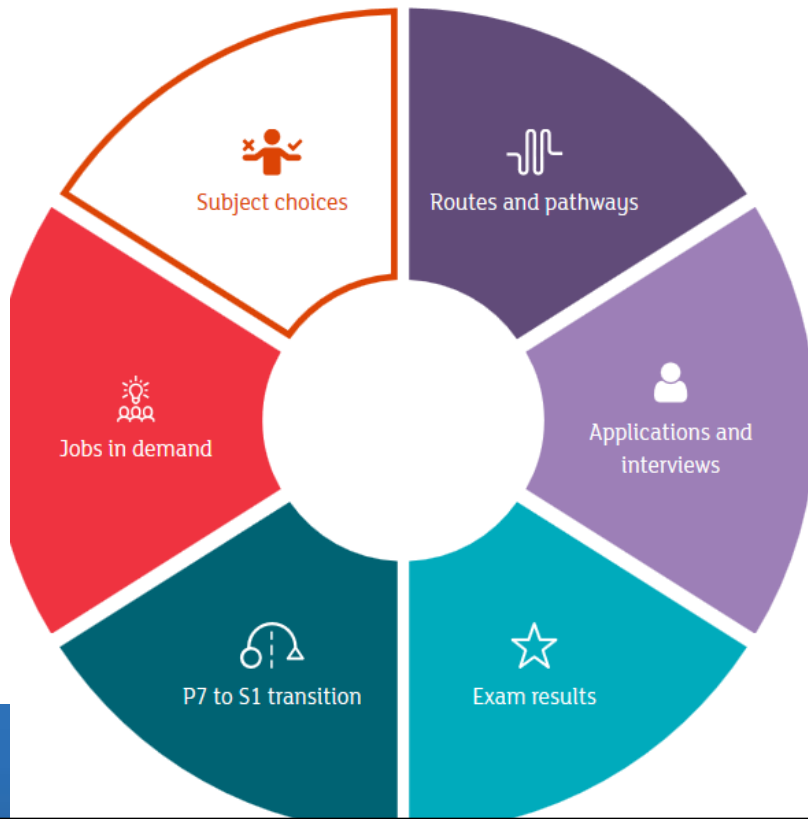 Subject choices
Routes and pathways
Applications and
interviews
Exam results
P7 to S1 transition
Jobs in demand